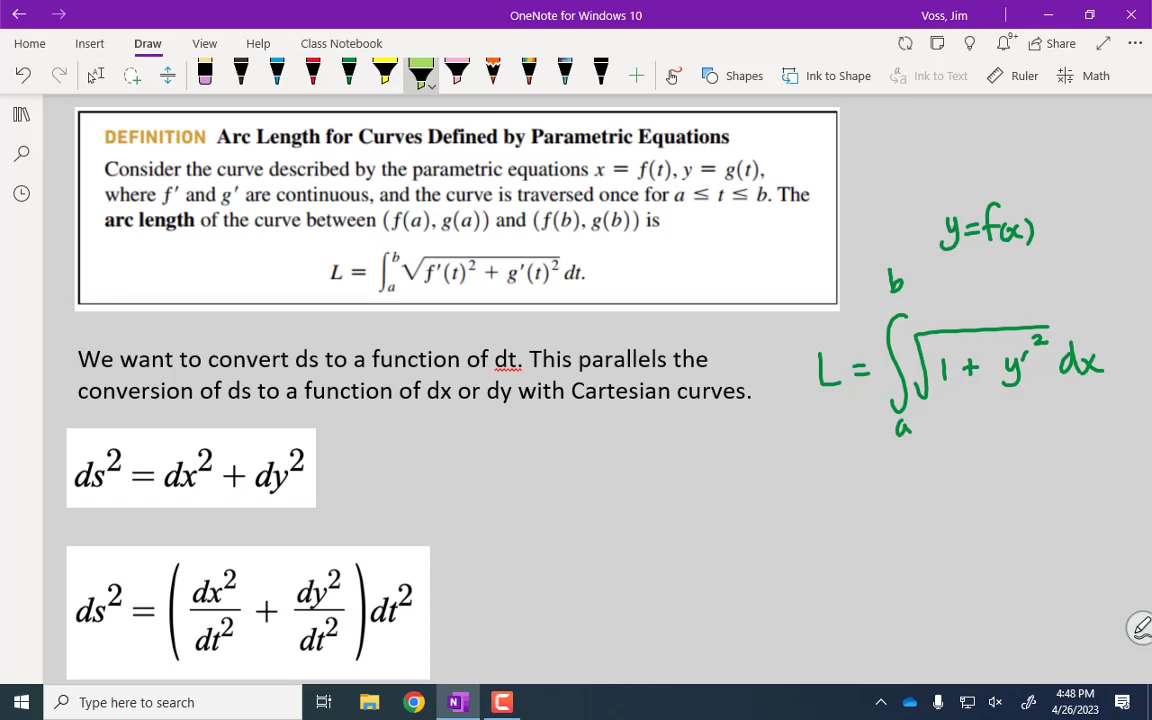 OneNote for Windows 10
Voss, Jim
Home Insert Draw View Help Class Notebook
9+ Share
Shapes Ink to Shape Ink to Text Ruler Math
DEFINITION Arc Length for Curves Defined by Parametric Equations
Consider the curve described by the parametric equations x = f(t), y = g(t),
where f′ and g′ are continuous, and the curve is traversed once for a ≤ t ≤ b. The
arc length of the curve between (f(a), g(a)) and (f(b), g(b)) is
L = ∫_a^b √(f′(t)² + g′(t)²) dt.
y=f(x)
L = ∫_a^b √(1 + y′²) dx
We want to convert ds to a function of dt. This parallels the
conversion of ds to a function of dx or dy with Cartesian curves.
ds² = dx² + dy²
ds² = (dx²/dt² + dy²/dt²) dt²
Type here to search
N
4:48 PM
4/26/2023